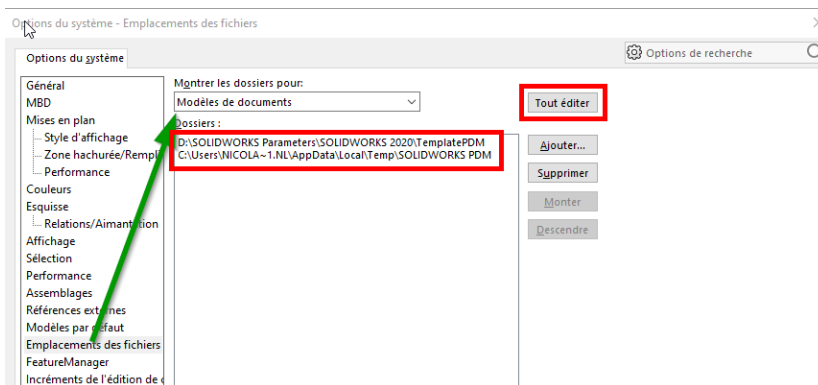 Options du système - Emplacements des fichiers
Options du système
Options de recherche
Général
MBD
Mises en plan
Style d'affichage
Zone hachurée/Rempli
Performance
Couleurs
Esquisse
Relations/Aimantation
Affichage
Sélection
Performance
Assemblages
Références externes
Modèles par défaut
Emplacements des fichiers
FeatureManager
Incréments de l'édition de
Montrer les dossiers pour:
Modèles de documents
Dossiers :
D:\SOLIDWORKS Parameters\SOLIDWORKS 2020\TemplatePDM
C:\Users\NICOLA~1.NL\AppData\Local\Temp\SOLIDWORKS PDM
Tout éditer
Ajouter...
Supprimer
Monter
Descendre